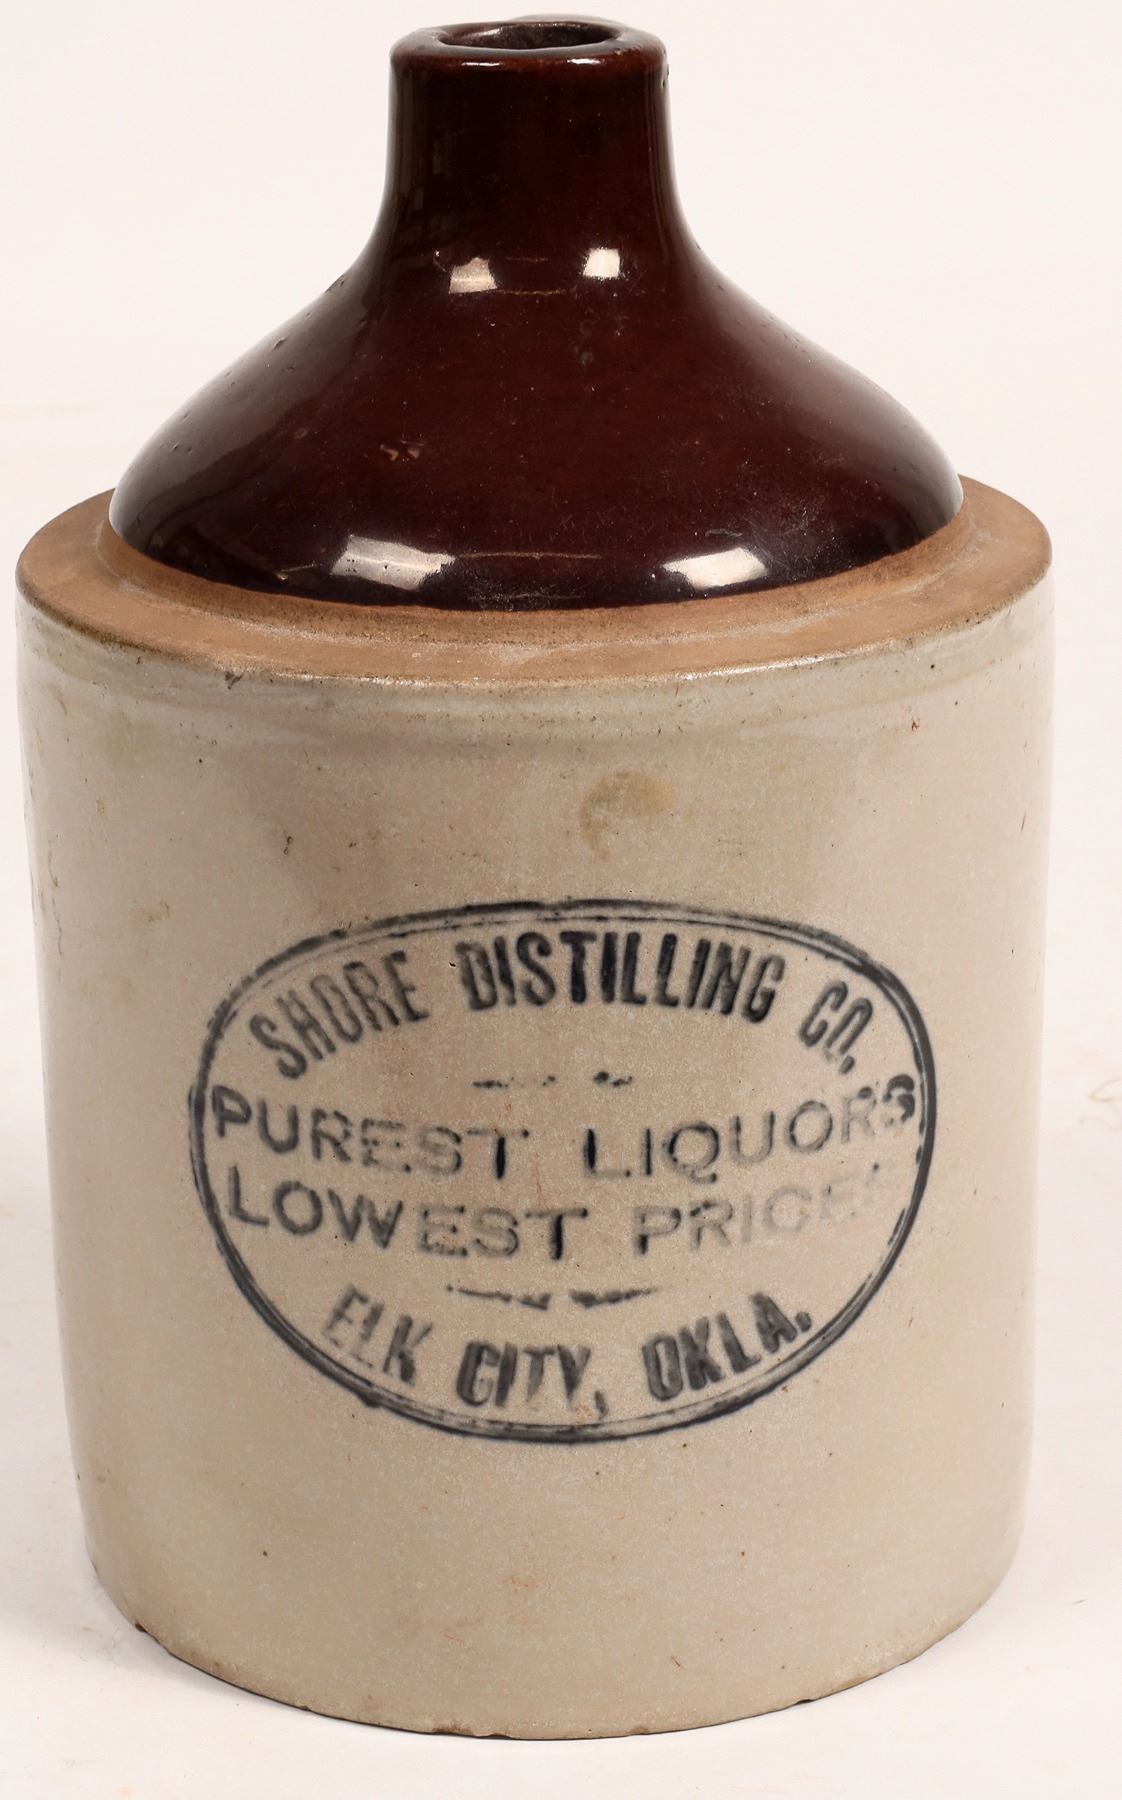 SHORE DISTILLING CO.
PUREST LIQUORS
LOWEST PRICES
ELK CITY, OKLA.